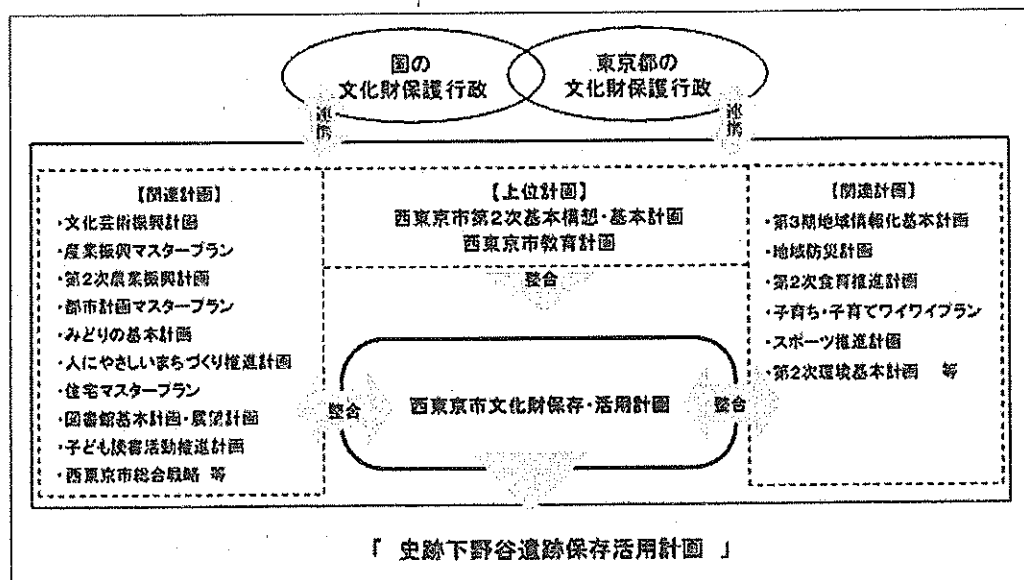 国の
文化財保護行政
東京都の
文化財保護行政
連携
連携
【関連計画】
・文化芸術振興計画
・産業振興マスタープラン
・第2次農業振興計画
・都市計画マスタープラン
・みどりの基本計画
・人にやさしいまちづくり推進計画
・住宅マスタープラン
・図書館基本計画・展望計画
・子ども読書活動推進計画
・西東京市総合戦略 等
【上位計画】
西東京市第2次基本構想・基本計画
西東京市教育計画
整合
整合
西東京市文化財保存・活用計画
整合
【関連計画】
・第3期地域情報化基本計画
・地域防災計画
・第2次食育推進計画
・子育ち・子育てワイワイプラン
・スポーツ推進計画
・第2次環境基本計画 等
「 史跡下野谷遺跡保存活用計画 」